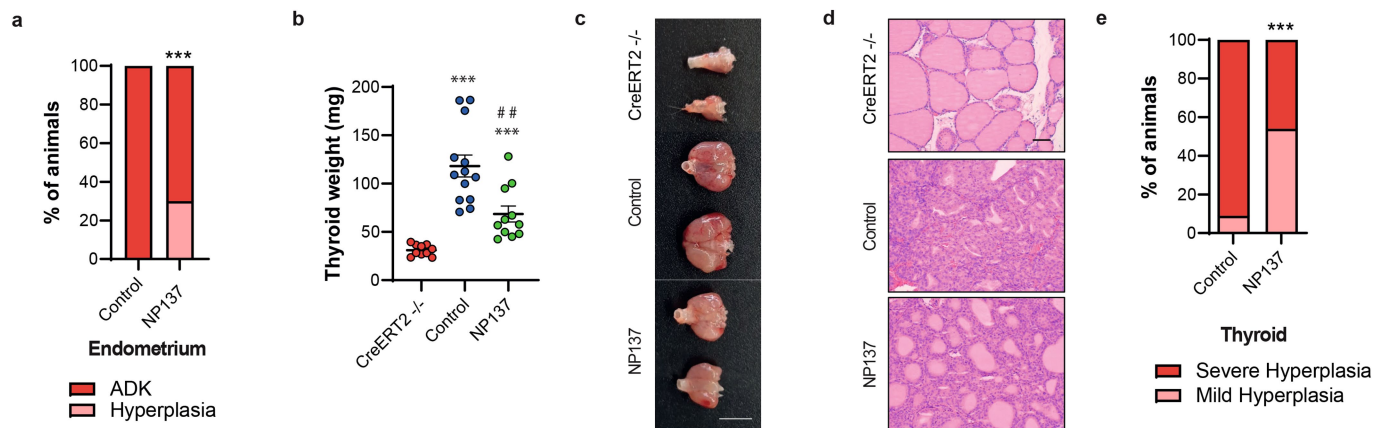 a
% of animals
100
80
60
40
20
0
***
Control
NP137
Endometrium
ADK
Hyperplasia
b
Thyroid weight (mg)
200
150
100
50
0
***
# #
***
CreERT2 -/-
Control
NP137
c
CreERT2 -/-
Control
NP137
d
CreERT2 -/-
Control
NP137
e
% of animals
100
80
60
40
20
0
***
Control
NP137
Thyroid
Severe Hyperplasia
Mild Hyperplasia